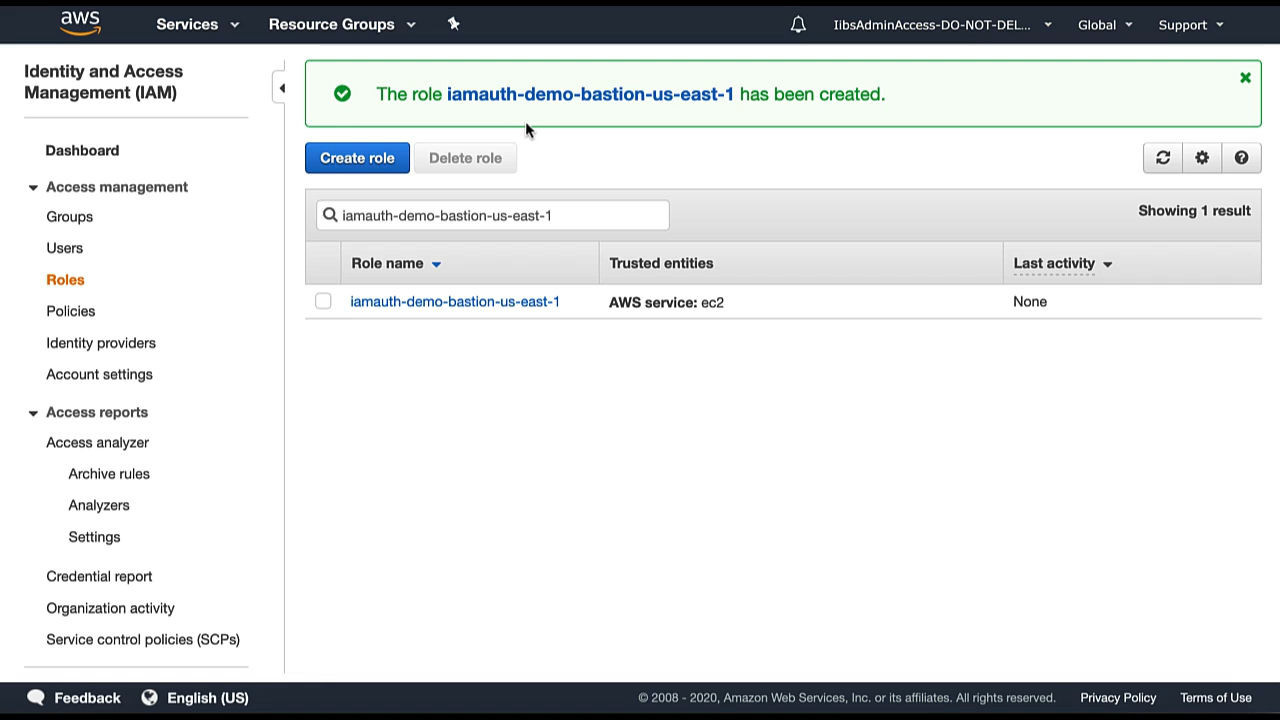 aws
Services
Resource Groups
IibsAdminAccess-DO-NOT-DEL...
Global
Support
Identity and Access
Management (IAM)
Dashboard
Access management
Groups
Users
Roles
Policies
Identity providers
Account settings
Access reports
Access analyzer
Archive rules
Analyzers
Settings
Credential report
Organization activity
Service control policies (SCPs)
The role iamauth-demo-bastion-us-east-1 has been created.
Create role
Delete role
iamauth-demo-bastion-us-east-1
Showing 1 result
Role name
Trusted entities
Last activity
iamauth-demo-bastion-us-east-1
AWS service: ec2
None
Feedback
English (US)
© 2008 - 2020, Amazon Web Services, Inc. or its affiliates. All rights reserved.
Privacy Policy
Terms of Use